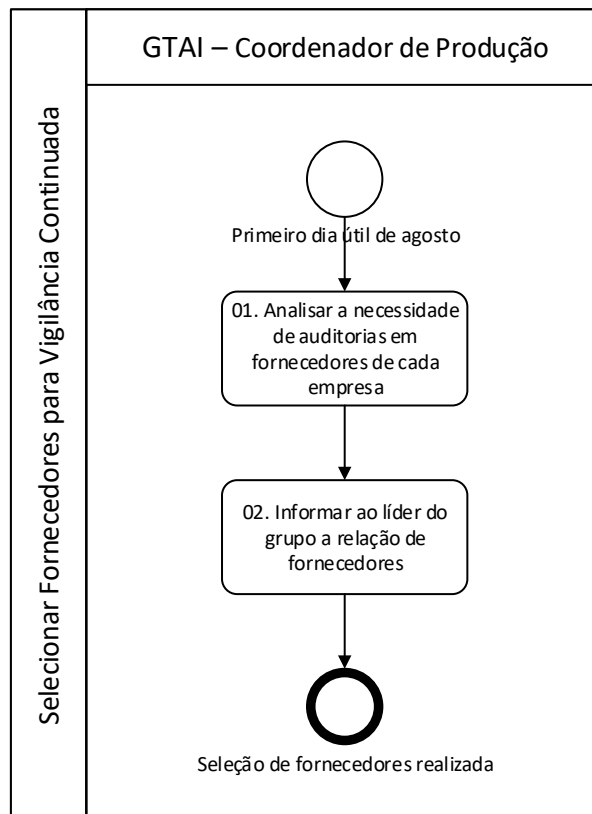 GTAI – Coordenador de Produção
Selecionar Fornecedores para Vigilância Continuada
Primeiro dia útil de agosto
01. Analisar a necessidade
de auditorias em
fornecedores de cada
empresa
02. Informar ao líder do
grupo a relação de
fornecedores
Seleção de fornecedores realizada